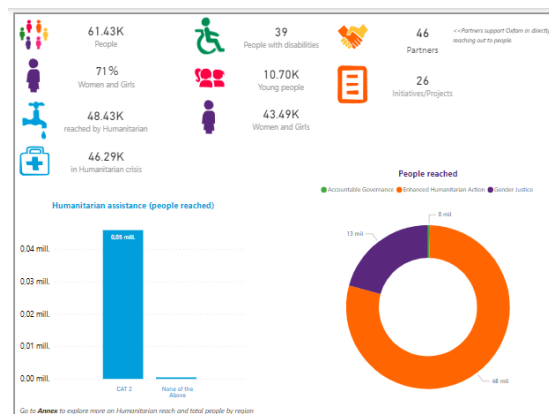 61.43K
People
39
People with disabilities
46
Partners
<<Partners support Oxfam in directly
reaching out to people
71%
Women and Girls
10.70K
Young people
26
Initiatives/Projects
48.43K
reached by Humanitarian
43.49K
Women and Girls
46.29K
in Humanitarian crisis
Humanitarian assistance (people reached)
0,05 mill.
0.04 mill.
0.03 mill.
0.02 mill.
0.01 mill.
0.00 mill.
CAT 2
None of the
Above
People reached
Accountable Governance Enhanced Humanitarian Action Gender Justice
0 mil
13 mil
48 mil
Go to Annex to explore more on Humanitarian reach and total people by region